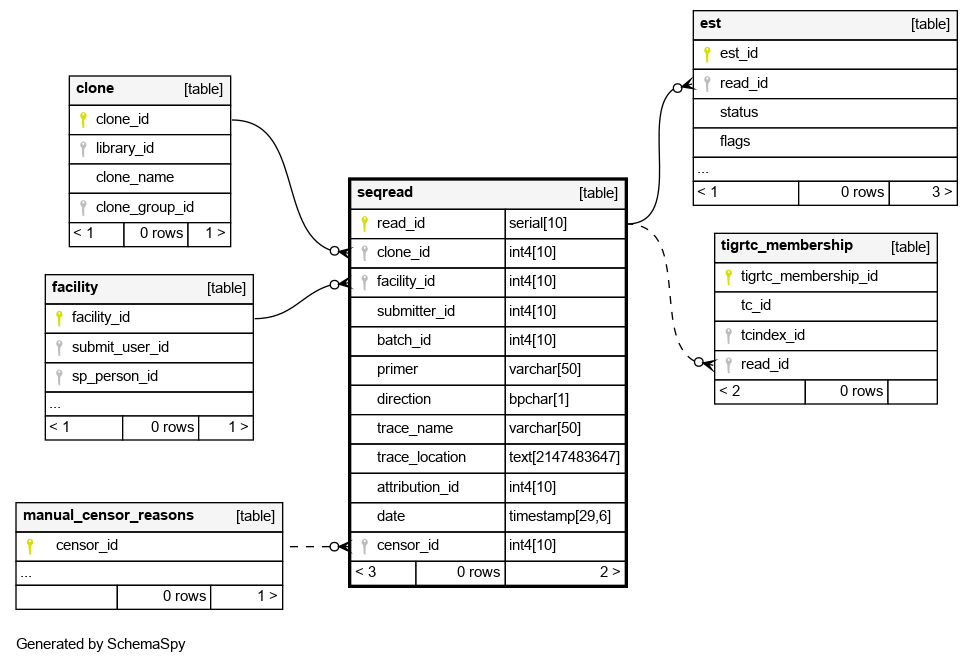 clone [table]
clone_id
library_id
clone_name
clone_group_id
< 1 0 rows 1 >
facility [table]
facility_id
submit_user_id
sp_person_id
...
< 1 0 rows 1 >
manual_censor_reasons [table]
censor_id
...
0 rows 1 >
seqread [table]
read_id serial[10]
clone_id int4[10]
facility_id int4[10]
submitter_id int4[10]
batch_id int4[10]
primer varchar[50]
direction bpchar[1]
trace_name varchar[50]
trace_location text[2147483647]
attribution_id int4[10]
date timestamp[29,6]
censor_id int4[10]
< 3 0 rows 2 >
est [table]
est_id
read_id
status
flags
...
< 1 0 rows 3 >
tigrtc_membership [table]
tigrtc_membership_id
tc_id
tcindex_id
read_id
< 2 0 rows
Generated by SchemaSpy